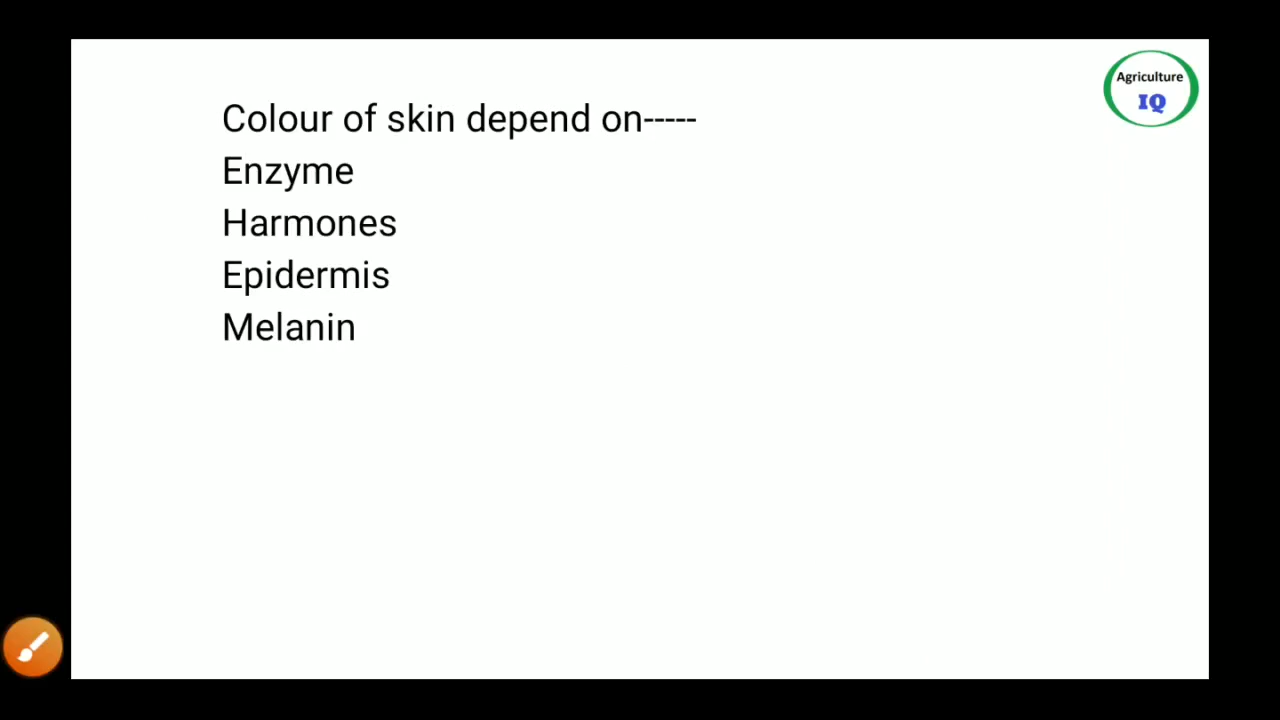 Agriculture
IQ
Colour of skin depend on-----
Enzyme
Harmones
Epidermis
Melanin